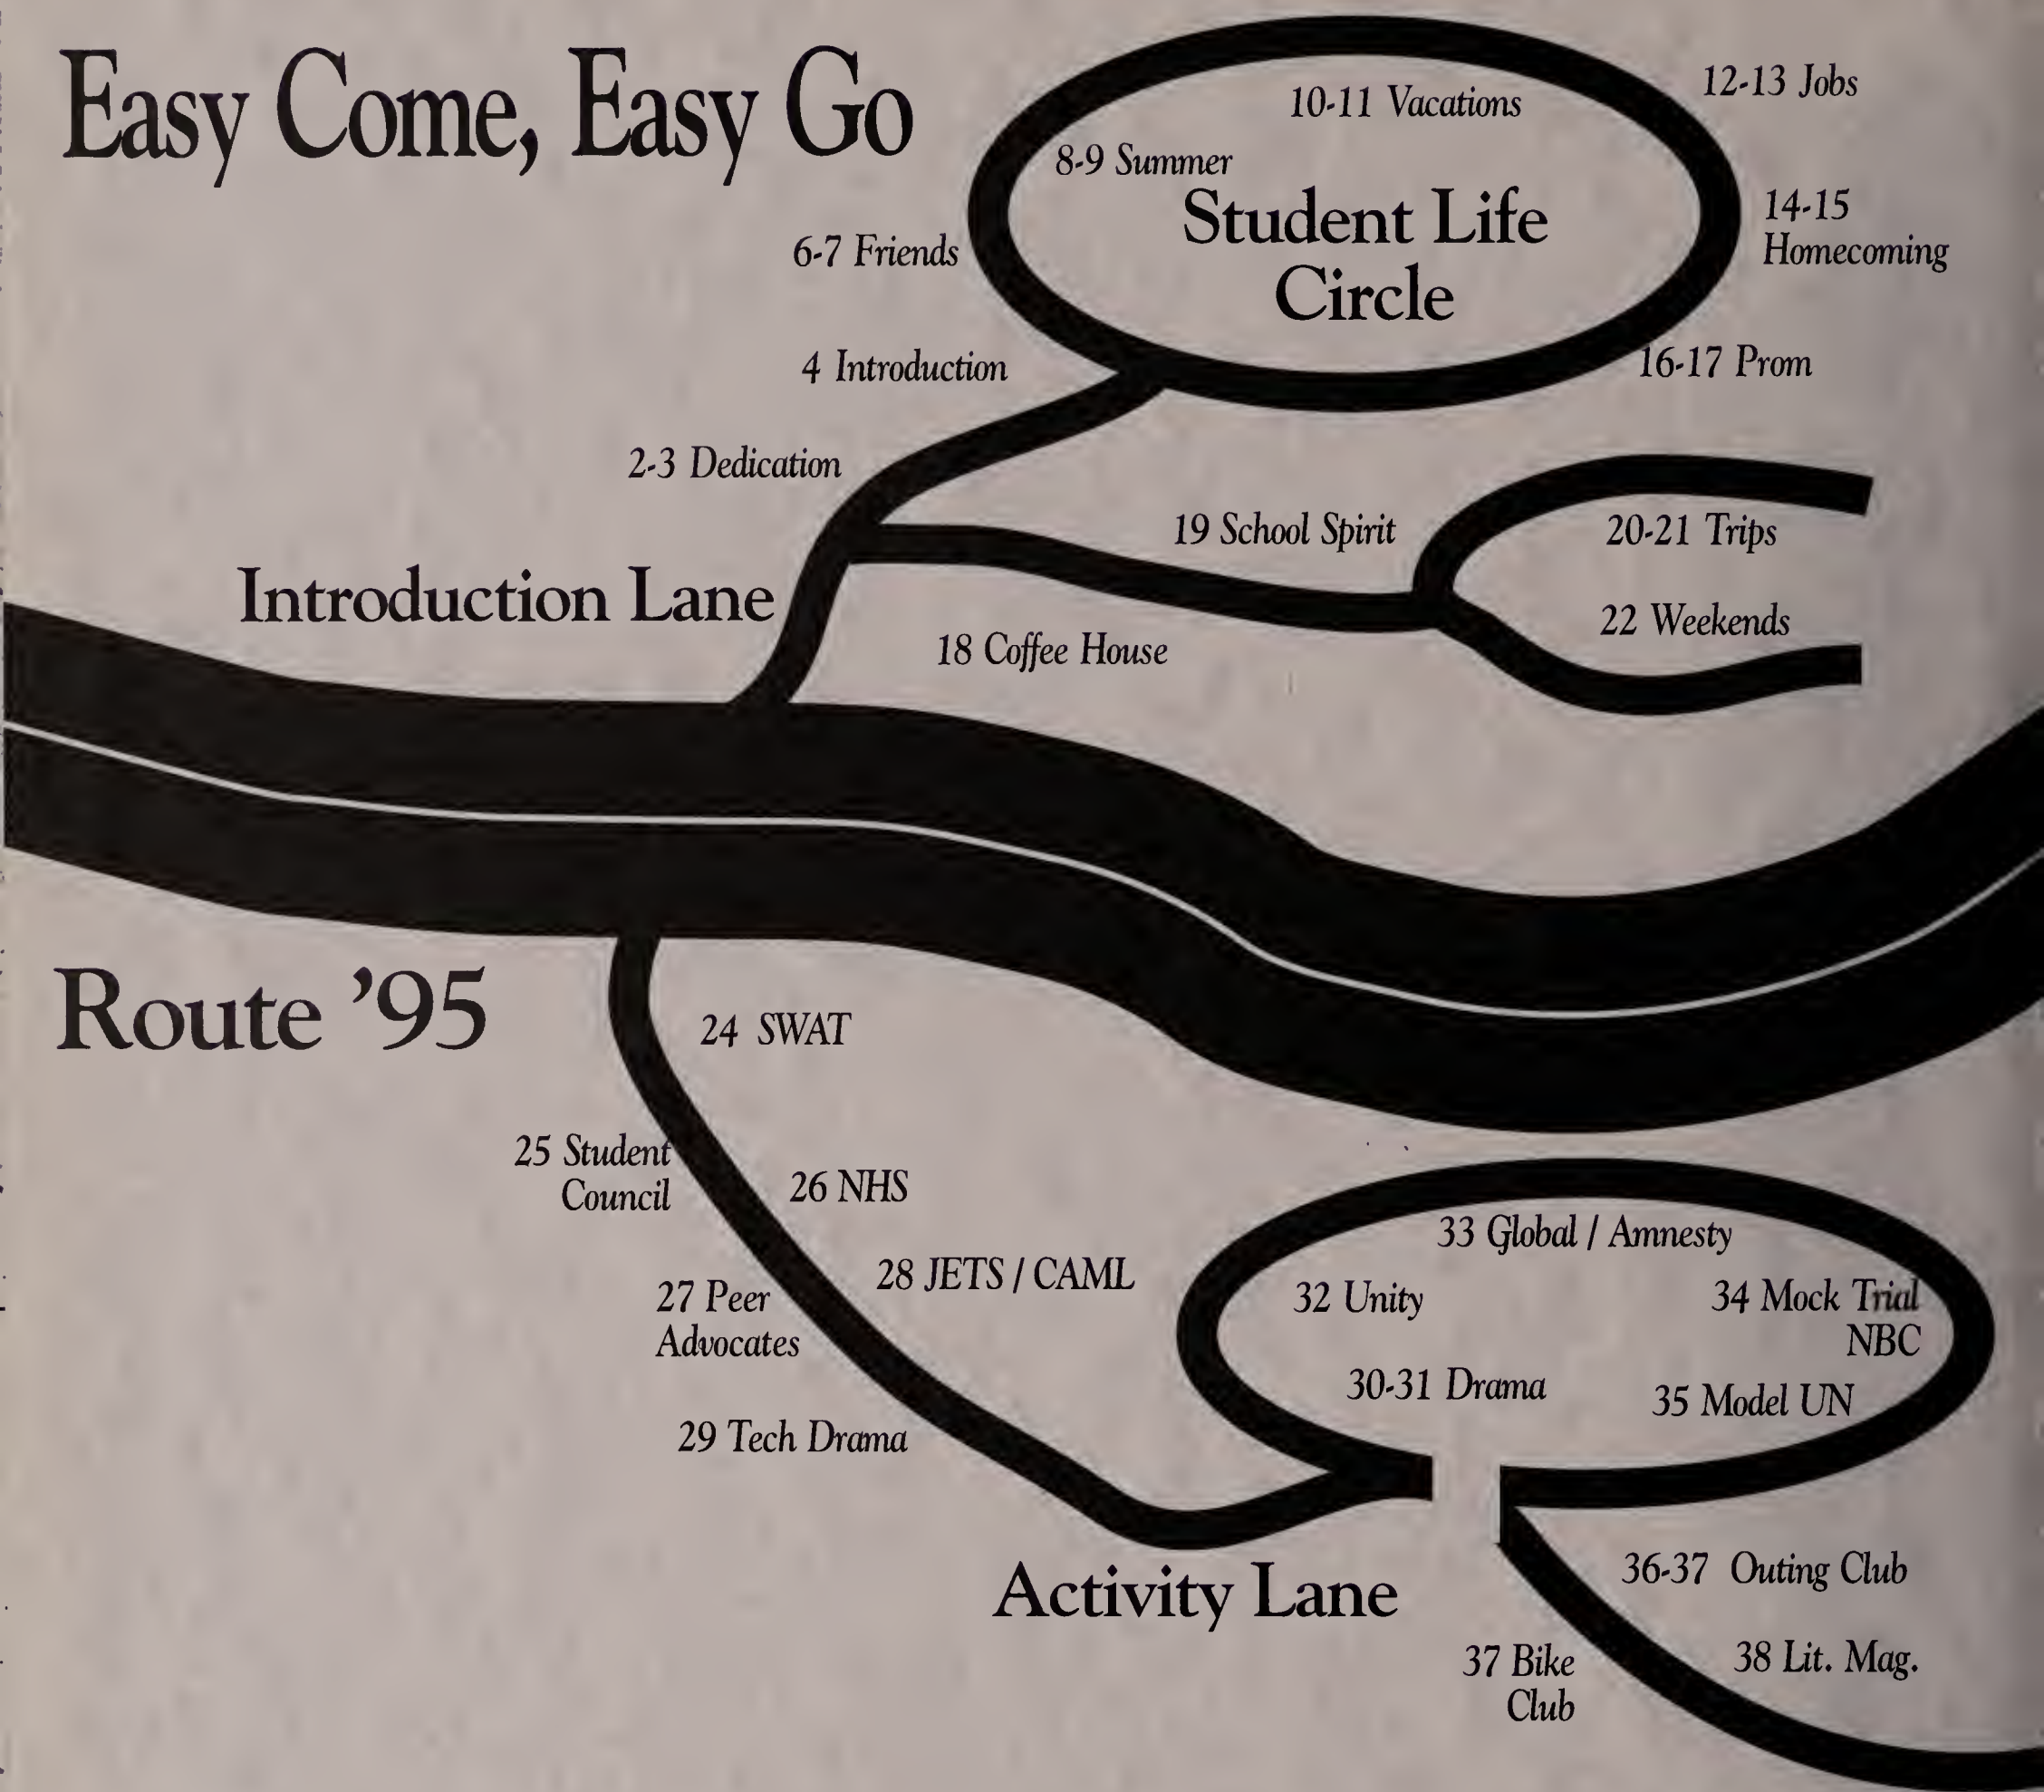 Easy Come, Easy Go
12-13 Jobs
10-11 Vacations
8-9 Summer
Student Life
Circle
14-15
Homecoming
6-7 Friends
4 Introduction
16-17 Prom
2-3 Dedication
19 School Spirit
20-21 Trips
Introduction Lane
22 Weekends
18 Coffee House
Route '95
24 SWAT
25 Student
Council
26 NHS
28 JETS / CAML
27 Peer
Advocates
29 Tech Drama
33 Global / Amnesty
32 Unity
34 Mock Trial
NBC
30-31 Drama
35 Model UN
Activity Lane
36-37 Outing Club
37 Bike
Club
38 Lit. Mag.